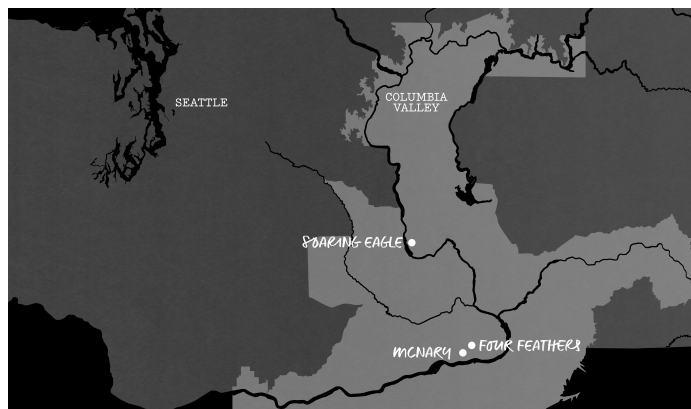 SEATTLE
COLUMBIA
VALLEY
SOARING EAGLE
FOUR FEATHERS
MCNARY